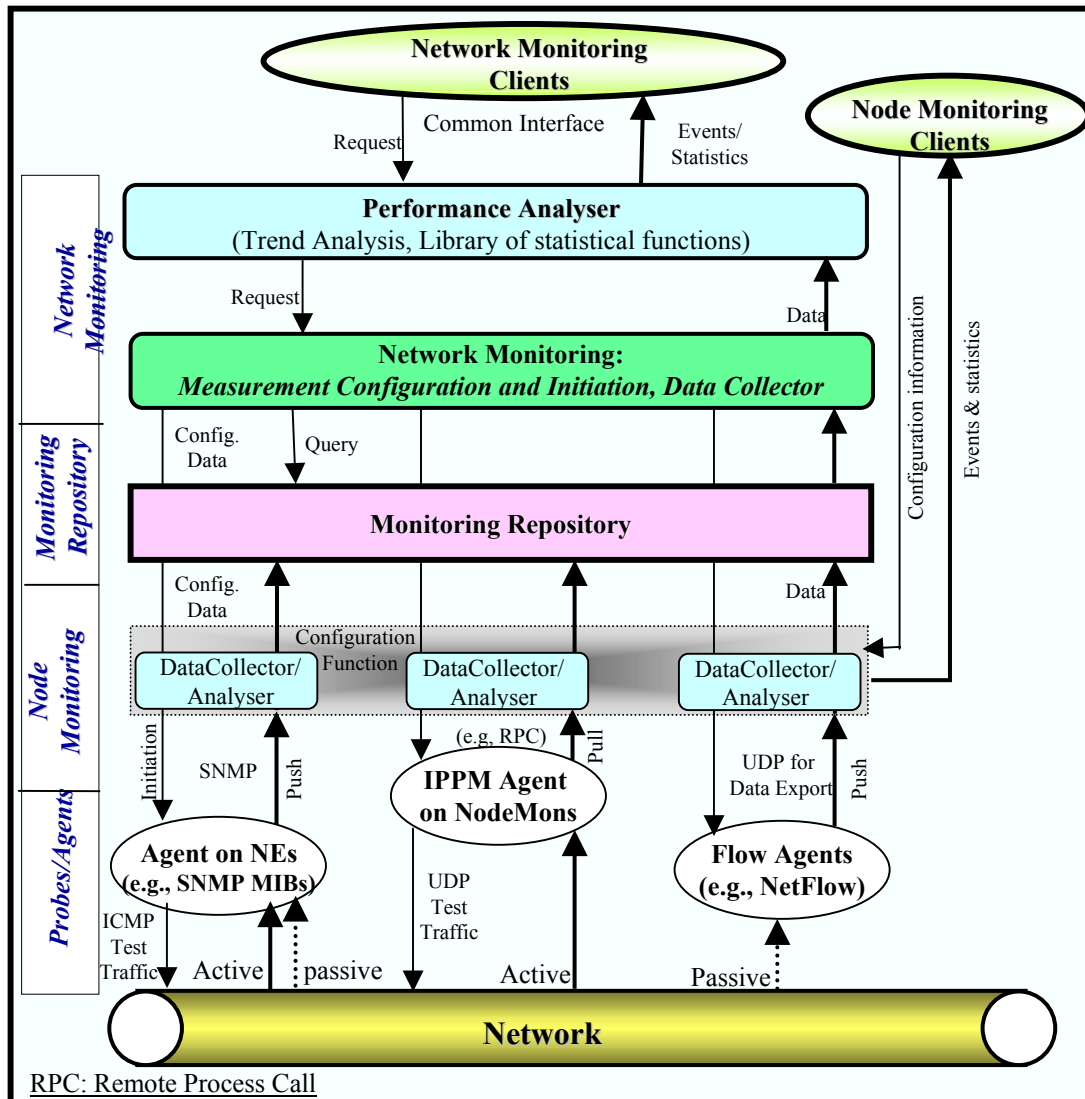 Network Monitoring
Clients
Node Monitoring
Clients
Request
Common Interface
Events/
Statistics
Performance Analyser
(Trend Analysis, Library of statistical functions)
Network
Monitoring
Request
Data
Configuration information
Events & statistics
Network Monitoring:
Measurement Configuration and Initiation, Data Collector
Config.
Data
Query
Monitoring
Repository
Monitoring Repository
Config.
Data
Data
Configuration
Function
Node
Monitoring
DataCollector/
Analyser
DataCollector/
Analyser
DataCollector/
Analyser
Initiation
SNMP
Push
(e.g, RPC)
Pull
UDP for
Data Export
Push
Probes/Agents
IPPM Agent
on NodeMons
Agent on NEs
(e.g., SNMP MIBs)
Flow Agents
(e.g., NetFlow)
ICMP
Test
Traffic
Active
passive
UDP
Test
Traffic
Active
Passive
Network
RPC: Remote Process Call